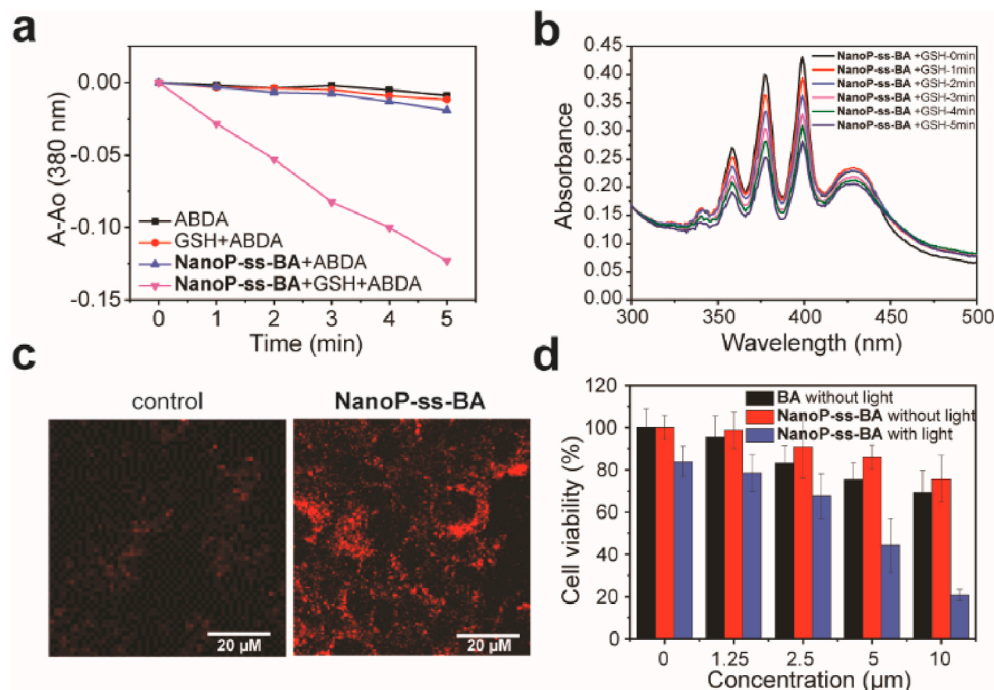 a
A-Ao (380 nm)
0.00
-0.05
-0.10
-0.15
ABDA
GSH+ABDA
NanoP-ss-BA+ABDA
NanoP-ss-BA+GSH+ABDA
0 1 2 3 4 5
Time (min)
b
Absorbance
0.45
0.40
0.35
0.30
0.25
0.20
0.15
0.10
0.05
0.00
NanoP-ss-BA +GSH-0min
NanoP-ss-BA +GSH-1min
NanoP-ss-BA +GSH-2min
NanoP-ss-BA +GSH-3min
NanoP-ss-BA +GSH-4min
NanoP-ss-BA +GSH-5min
300 350 400 450 500
Wavelength (nm)
c
control
20 µM
NanoP-ss-BA
20 µM
d
Cell viability (%)
120
100
80
60
40
20
0
BA without light
NanoP-ss-BA without light
NanoP-ss-BA with light
0 1.25 2.5 5 10
Concentration (µm)